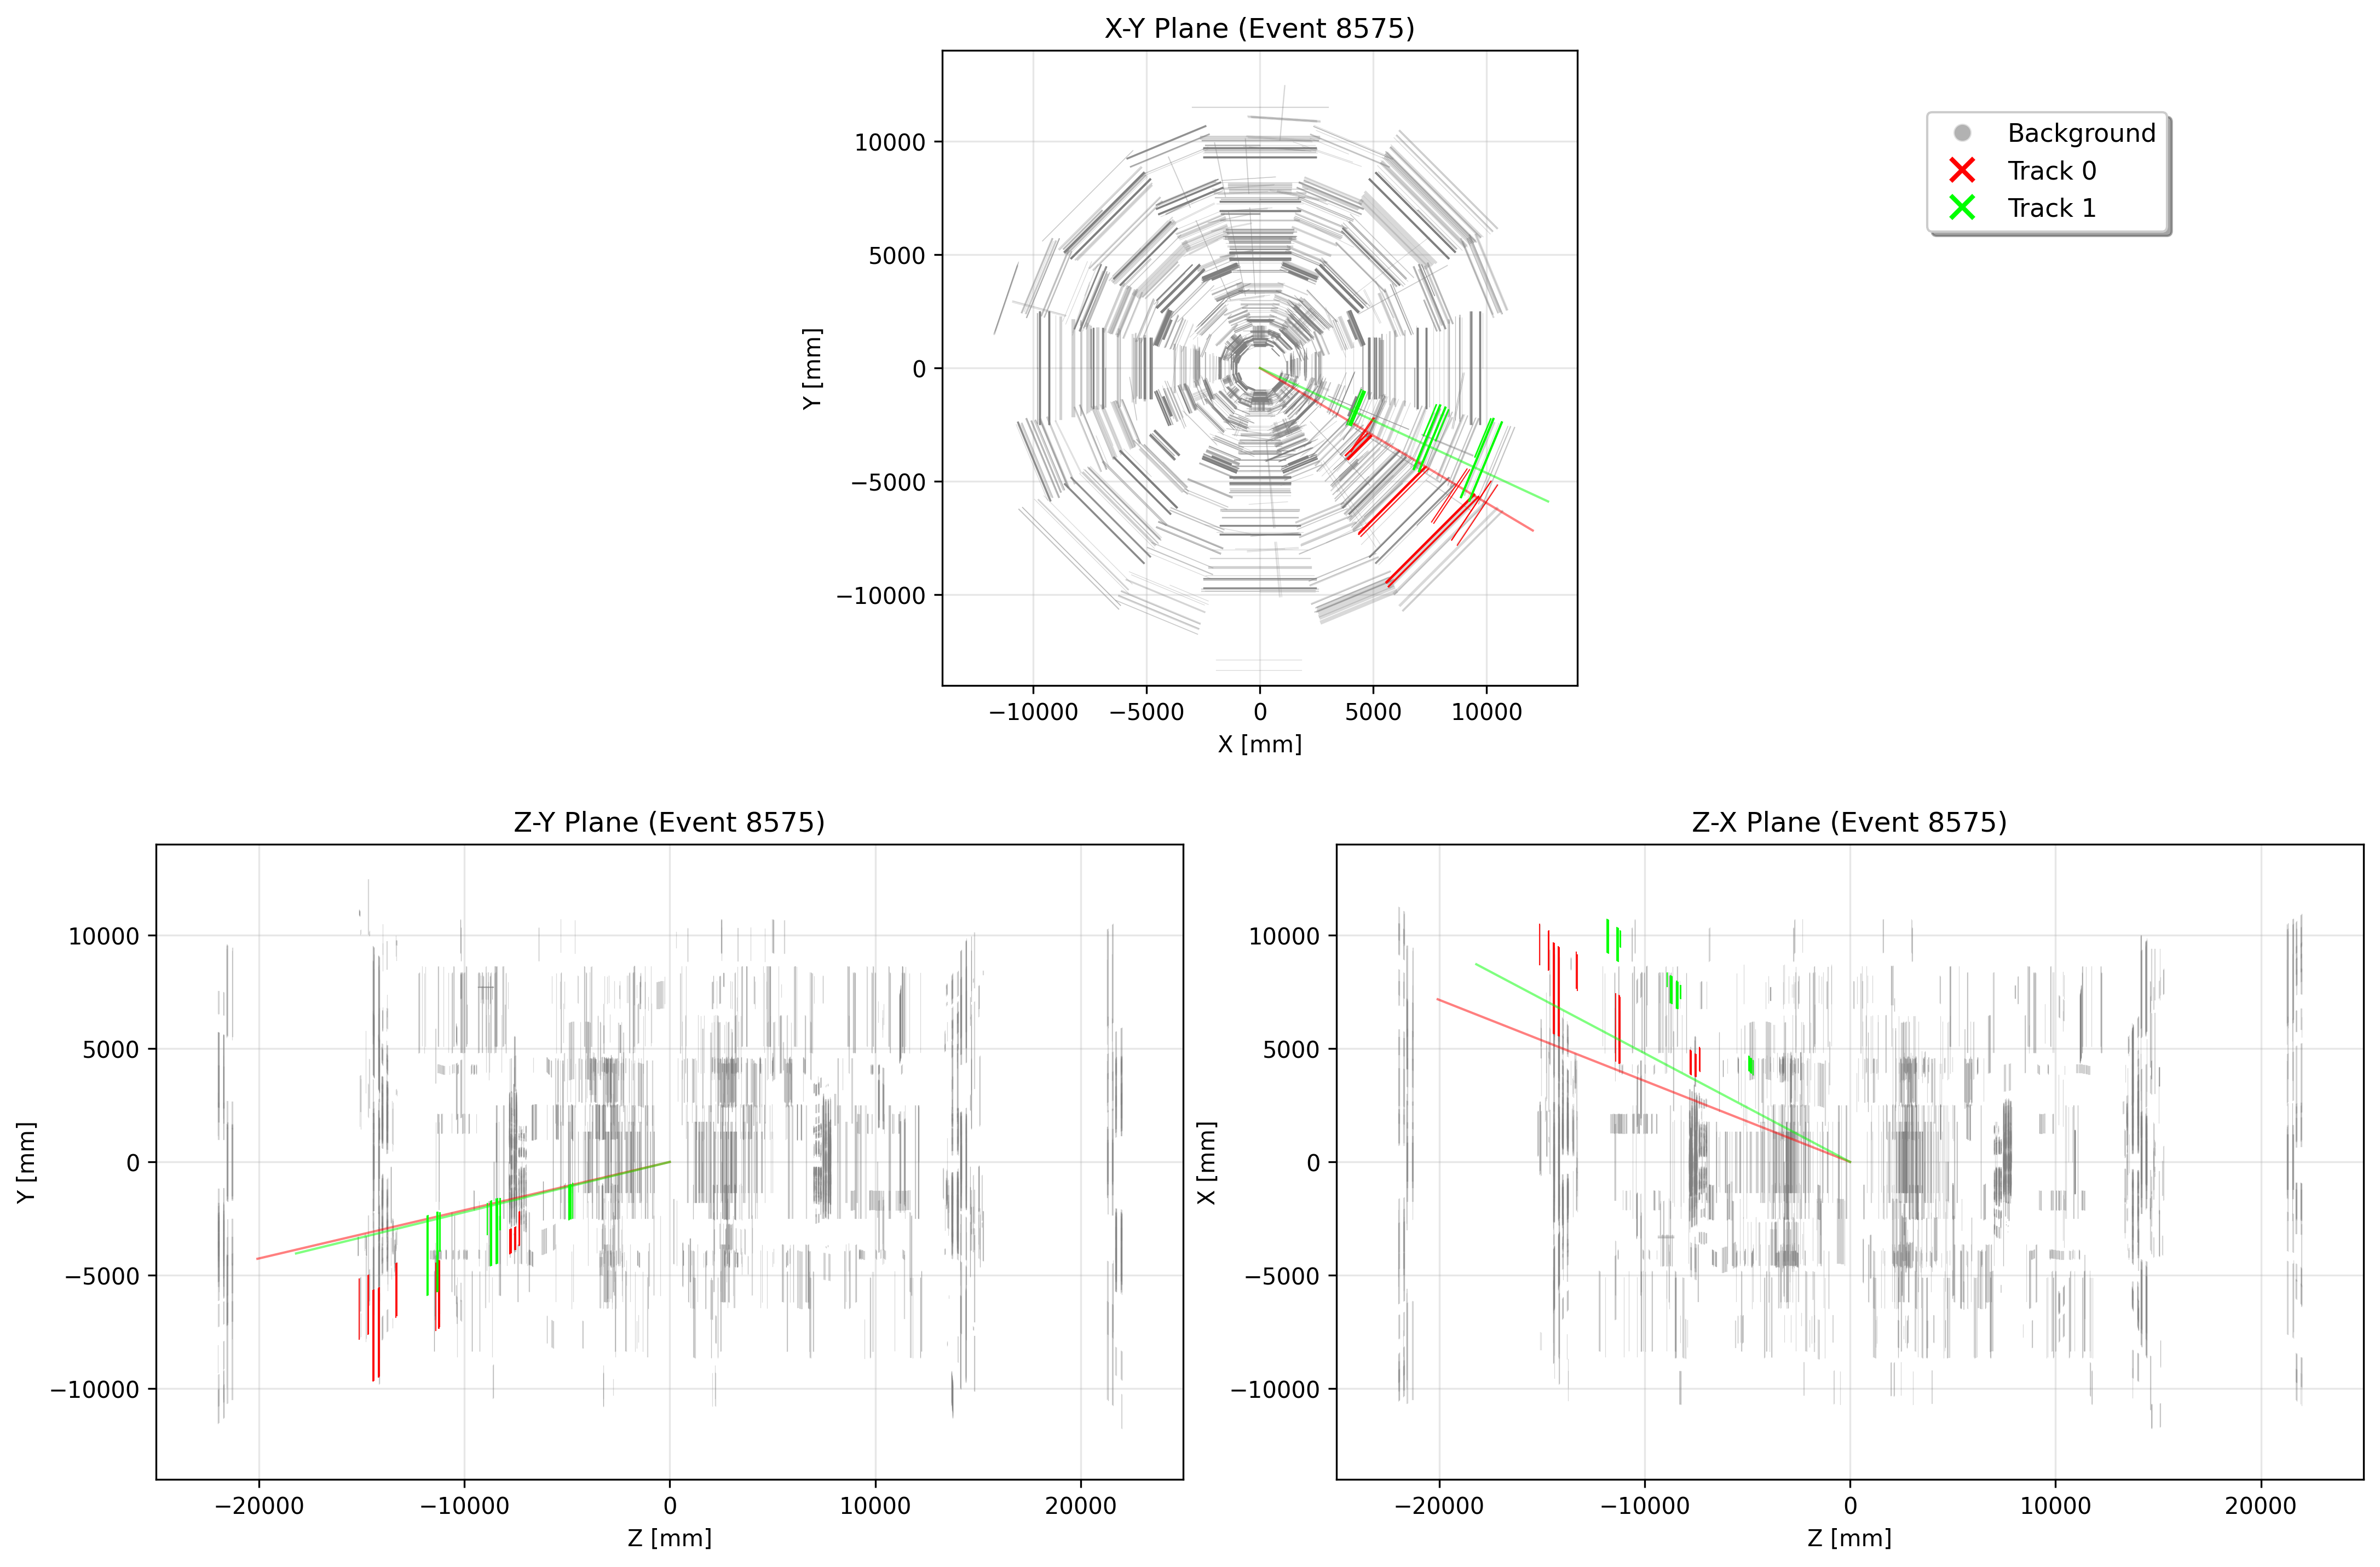 X-Y Plane (Event 8575)
Background
Track 0
Track 1
10000
5000
0
−5000
−10000
Y [mm]
−10000 −5000 0 5000 10000
X [mm]
Z-Y Plane (Event 8575)
10000
5000
0
−5000
−10000
Y [mm]
−20000 −10000 0 10000 20000
Z [mm]
Z-X Plane (Event 8575)
10000
5000
0
−5000
−10000
X [mm]
−20000 −10000 0 10000 20000
Z [mm]